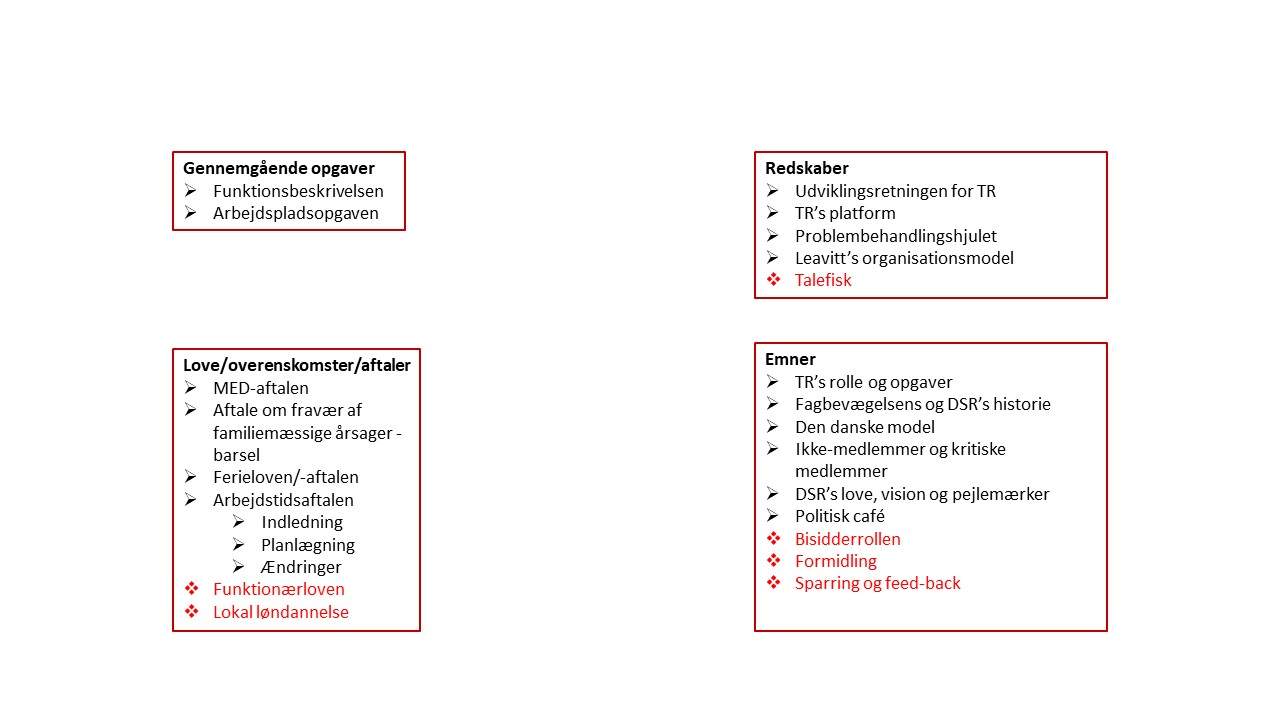 Gennemgående opgaver
Funktionsbeskrivelsen
Arbejdspladsopgaven
Redskaber
Udviklingsretningen for TR
TR’s platform
Problembehandlingshjulet
Leavitt’s organisationsmodel
Talefisk
Love/overenskomster/aftaler
MED-aftalen
Aftale om fravær af
familiemæssige årsager -
barsel
Ferieloven/-aftalen
Arbejdstidsaftalen
Indledning
Planlægning
Ændringer
Funktionærloven
Lokal løndannelse
Emner
TR’s rolle og opgaver
Fagbevægelsens og DSR’s historie
Den danske model
Ikke-medlemmer og kritiske
medlemmer
DSR’s love, vision og pejlemærker
Politisk café
Bisidderrollen
Formidling
Sparring og feed-back